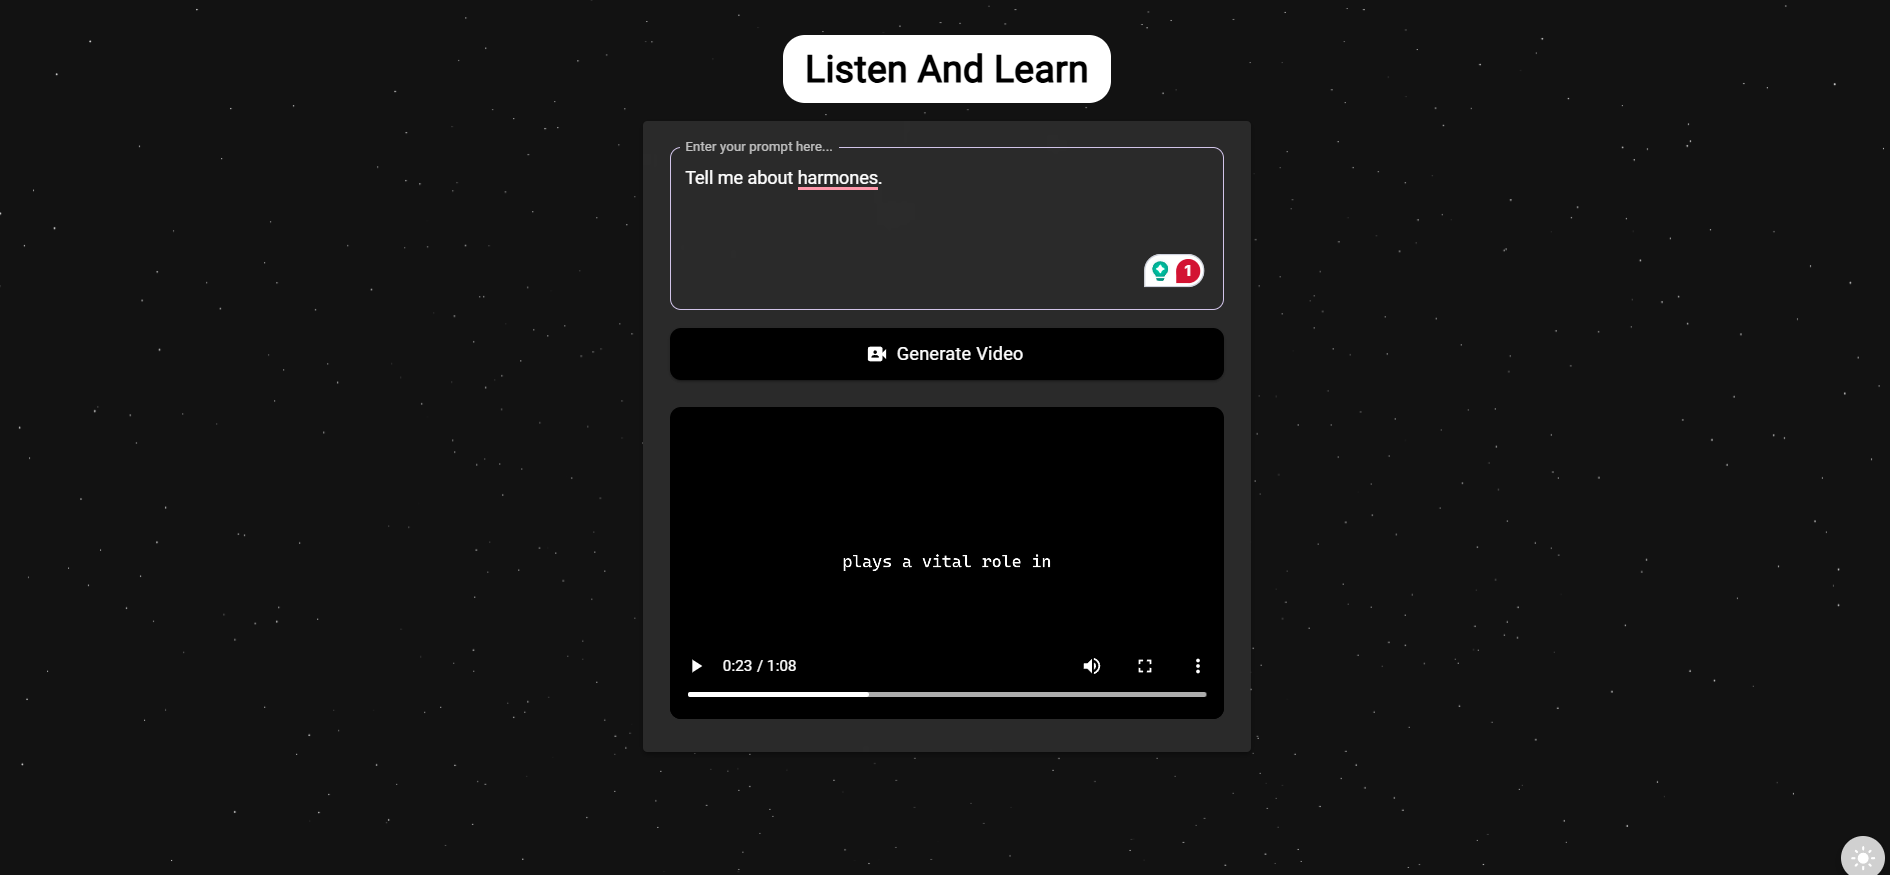 Listen And Learn
Enter your prompt here...
Tell me about harmones.
1
Generate Video
plays a vital role in
0:23 / 1:08